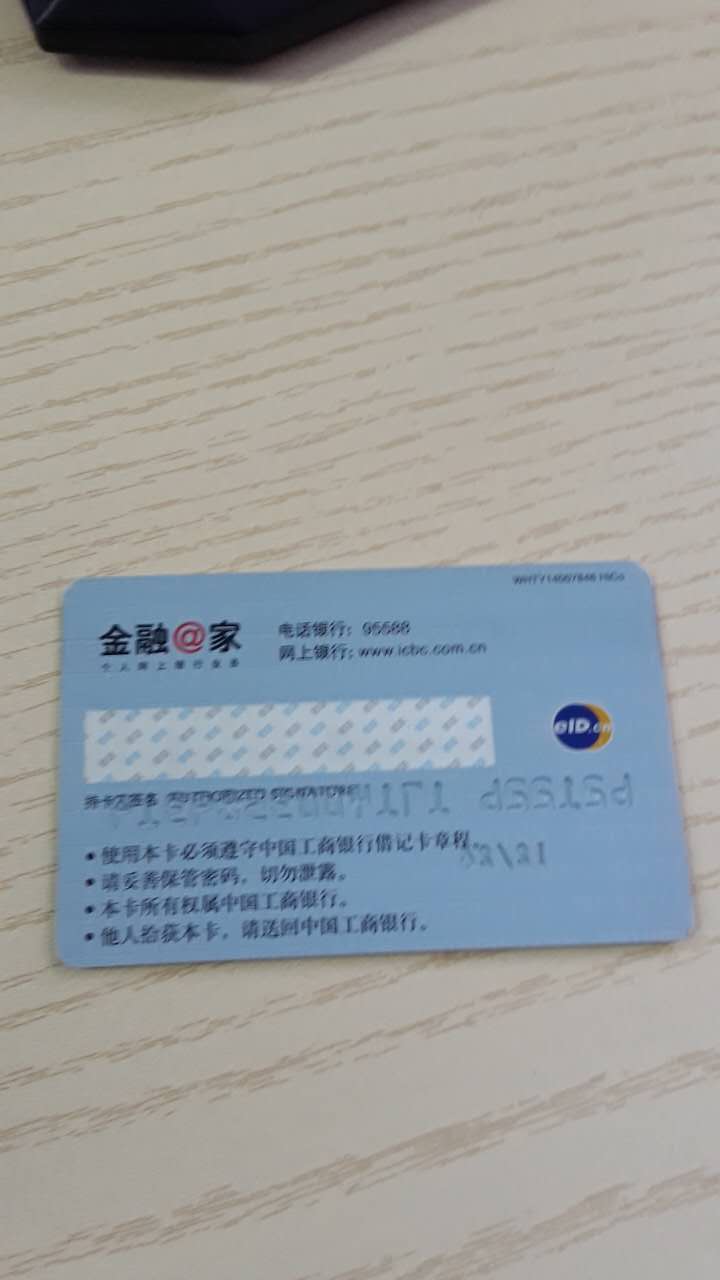 金融@家
个人网上银行业务
电话银行：95588
网上银行：www.icbc.com.cn
eID.cn
持卡人签名 AUTHORIZED SIGNATURE
• 使用本卡必须遵守中国工商银行借记卡章程。
• 请妥善保管密码，切勿泄露。
• 本卡所有权属中国工商银行。
• 他人拾获本卡，请送回中国工商银行。